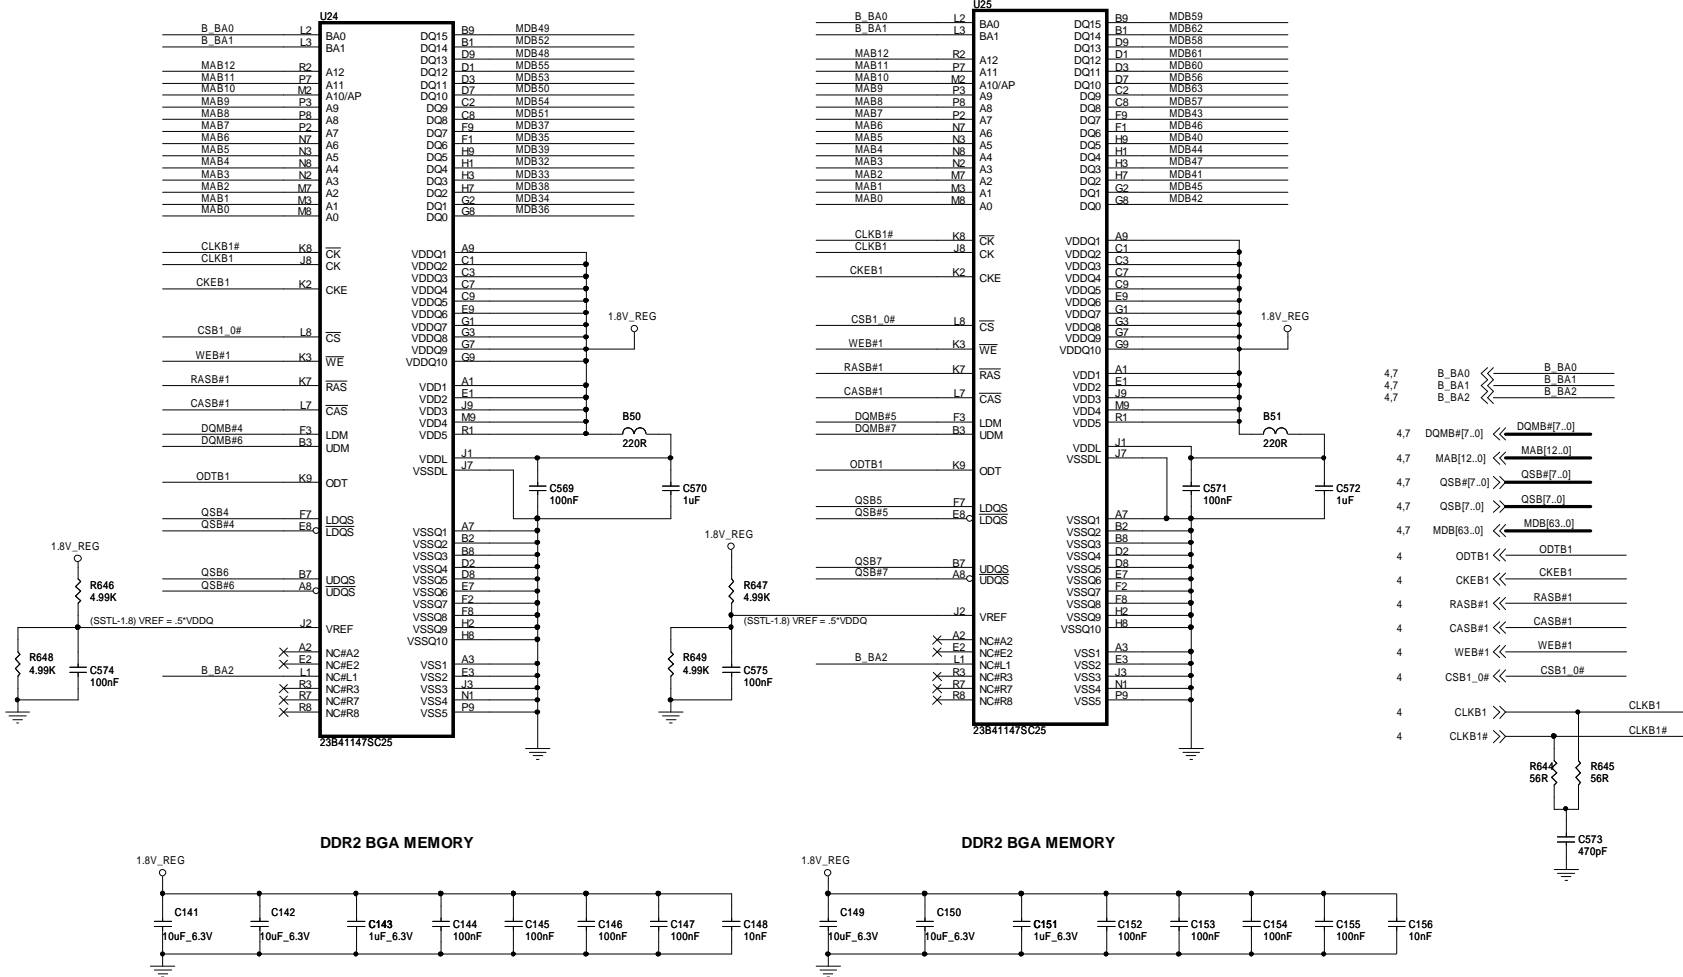 U24
B_BA0 L2 BA0 DQ15 B9 MDB49
B_BA1 L3 BA1 DQ14 B1 MDB52
DQ13 D9 MDB48
MAB12 R2 A12 DQ12 D1 MDB55
MAB11 P7 A11 DQ11 D3 MDB53
MAB10 M2 A10/AP DQ10 D7 MDB50
MAB9 P3 A9 DQ9 C2 MDB54
MAB8 P8 A8 DQ8 C8 MDB51
MAB7 P2 A7 DQ7 F9 MDB37
MAB6 N7 A6 DQ6 F1 MDB35
MAB5 N3 A5 DQ5 H9 MDB39
MAB4 N8 A4 DQ4 H1 MDB32
MAB3 N2 A3 DQ3 H3 MDB33
MAB2 M7 A2 DQ2 H7 MDB38
MAB1 M3 A1 DQ1 G2 MDB34
MAB0 M8 A0 DQ0 G8 MDB36
CLKB1# K8 CK VDDQ1 A9
CLKB1 J8 CK VDDQ2 C1
VDDQ3 C3
CKEB1 K2 CKE VDDQ4 C7
VDDQ5 C9
VDDQ6 E9
VDDQ7 G1
CSB1_0# L8 CS VDDQ8 G3
VDDQ9 G7
WEB#1 K3 WE VDDQ10 G9
1.8V_REG
RASB#1 K7 RAS VDD1 A1
VDD2 E1
CASB#1 L7 CAS VDD3 J9
VDD4 M9
DQMB#4 F3 LDM VDD5 R1
DQMB#6 B3 UDM
B50
220R
VDDL J1
VSSDL J7
ODTB1 K9 ODT
C569
100nF
C570
1uF
QSB4 F7 LDQS VSSQ1 A7
QSB#4 E8 LDQS VSSQ2 B2
VSSQ3 B8
VSSQ4 D2
QSB6 B7 UDQS VSSQ5 D8
QSB#6 A8 UDQS VSSQ6 E7
VSSQ7 F2
VSSQ8 F8
(SSTL-1.8) VREF = .5*VDDQ J2 VREF VSSQ9 H2
VSSQ10 H8
A2 NC#A2
E2 NC#E2 VSS1 A3
B_BA2 L1 NC#L1 VSS2 E3
R3 NC#R3 VSS3 J3
R7 NC#R7 VSS4 N1
R8 NC#R8 VSS5 P9
23B41147SC25
1.8V_REG
R646
4.99K
R648
4.99K
C574
100nF
U25
B_BA0 L2 BA0 DQ15 B9 MDB59
B_BA1 L3 BA1 DQ14 B1 MDB62
DQ13 D9 MDB58
MAB12 R2 A12 DQ12 D1 MDB61
MAB11 P7 A11 DQ11 D3 MDB60
MAB10 M2 A10/AP DQ10 D7 MDB56
MAB9 P3 A9 DQ9 C2 MDB63
MAB8 P8 A8 DQ8 C8 MDB57
MAB7 P2 A7 DQ7 F9 MDB43
MAB6 N7 A6 DQ6 F1 MDB46
MAB5 N3 A5 DQ5 H9 MDB40
MAB4 N8 A4 DQ4 H1 MDB44
MAB3 N2 A3 DQ3 H3 MDB47
MAB2 M7 A2 DQ2 H7 MDB41
MAB1 M3 A1 DQ1 G2 MDB45
MAB0 M8 A0 DQ0 G8 MDB42
CLKB1# K8 CK VDDQ1 A9
CLKB1 J8 CK VDDQ2 C1
VDDQ3 C3
CKEB1 K2 CKE VDDQ4 C7
VDDQ5 C9
VDDQ6 E9
VDDQ7 G1
CSB1_0# L8 CS VDDQ8 G3
VDDQ9 G7
WEB#1 K3 WE VDDQ10 G9
1.8V_REG
RASB#1 K7 RAS VDD1 A1
VDD2 E1
CASB#1 L7 CAS VDD3 J9
VDD4 M9
DQMB#5 F3 LDM VDD5 R1
DQMB#7 B3 UDM
B51
220R
VDDL J1
VSSDL J7
ODTB1 K9 ODT
C571
100nF
C572
1uF
QSB5 F7 LDQS VSSQ1 A7
QSB#5 E8 LDQS VSSQ2 B2
VSSQ3 B8
VSSQ4 D2
QSB7 B7 UDQS VSSQ5 D8
QSB#7 A8 UDQS VSSQ6 E7
VSSQ7 F2
VSSQ8 F8
(SSTL-1.8) VREF = .5*VDDQ J2 VREF VSSQ9 H2
VSSQ10 H8
A2 NC#A2
E2 NC#E2 VSS1 A3
B_BA2 L1 NC#L1 VSS2 E3
R3 NC#R3 VSS3 J3
R7 NC#R7 VSS4 N1
R8 NC#R8 VSS5 P9
23B41147SC25
1.8V_REG
R647
4.99K
R649
4.99K
C575
100nF
4,7 B_BA0 B_BA0
4,7 B_BA1 B_BA1
4,7 B_BA2 B_BA2
4,7 DQMB#[7..0] DQMB#[7..0]
4,7 MAB[12..0] MAB[12..0]
4,7 QSB#[7..0] QSB#[7..0]
4,7 QSB[7..0] QSB[7..0]
4,7 MDB[63..0] MDB[63..0]
4 ODTB1 ODTB1
4 CKEB1 CKEB1
4 RASB#1 RASB#1
4 CASB#1 CASB#1
4 WEB#1 WEB#1
4 CSB1_0# CSB1_0#
4 CLKB1 CLKB1
4 CLKB1# CLKB1#
R644
56R
R645
56R
C573
470pF
DDR2 BGA MEMORY
1.8V_REG
C141 C142 C143 C144 C145 C146 C147 C148
10uF_6.3V 10uF_6.3V 1uF_6.3V 100nF 100nF 100nF 100nF 10nF
DDR2 BGA MEMORY
1.8V_REG
C149 C150 C151 C152 C153 C154 C155 C156
10uF_6.3V 10uF_6.3V 1uF_6.3V 100nF 100nF 100nF 100nF 10nF